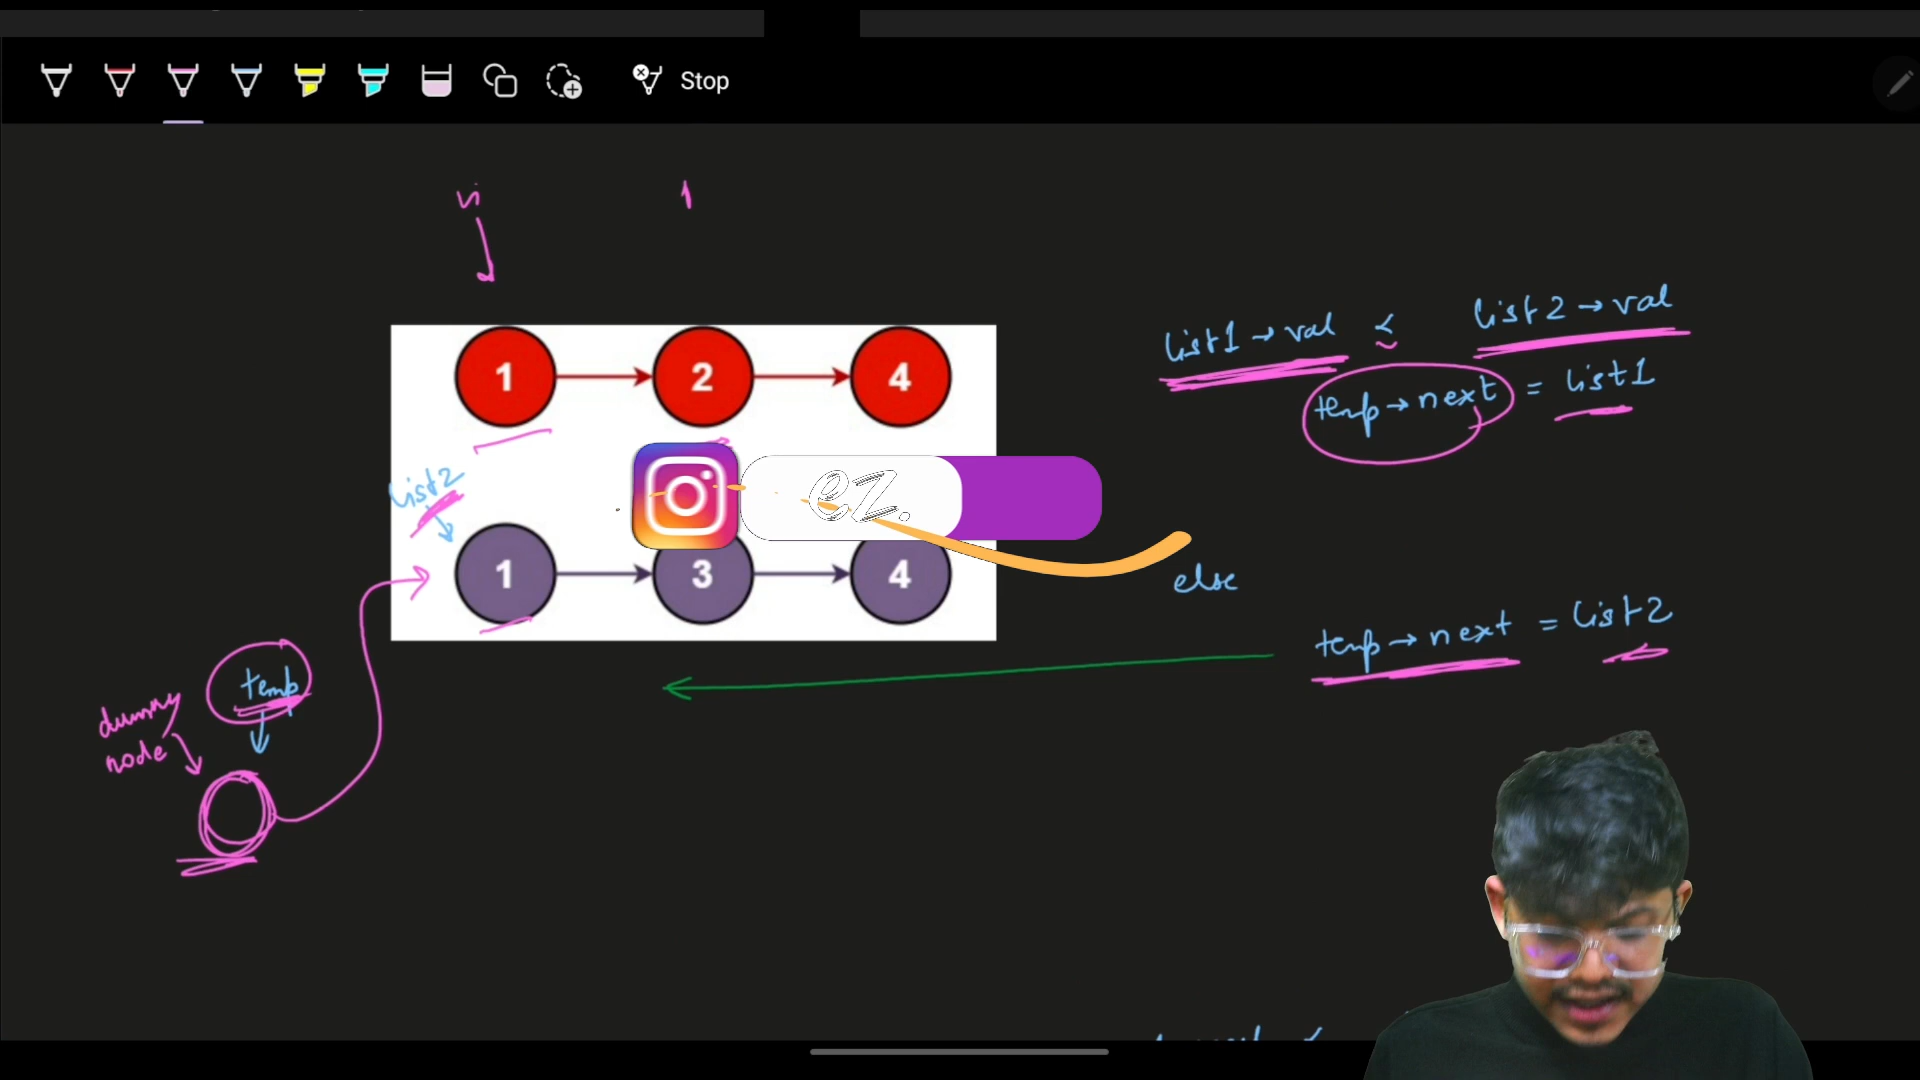 Stop
1 2 4
list1 → val < list2 → val
temp → next = list1
list2
ez.
1 3 4
else
temp → next = list2
temp
dummy
node